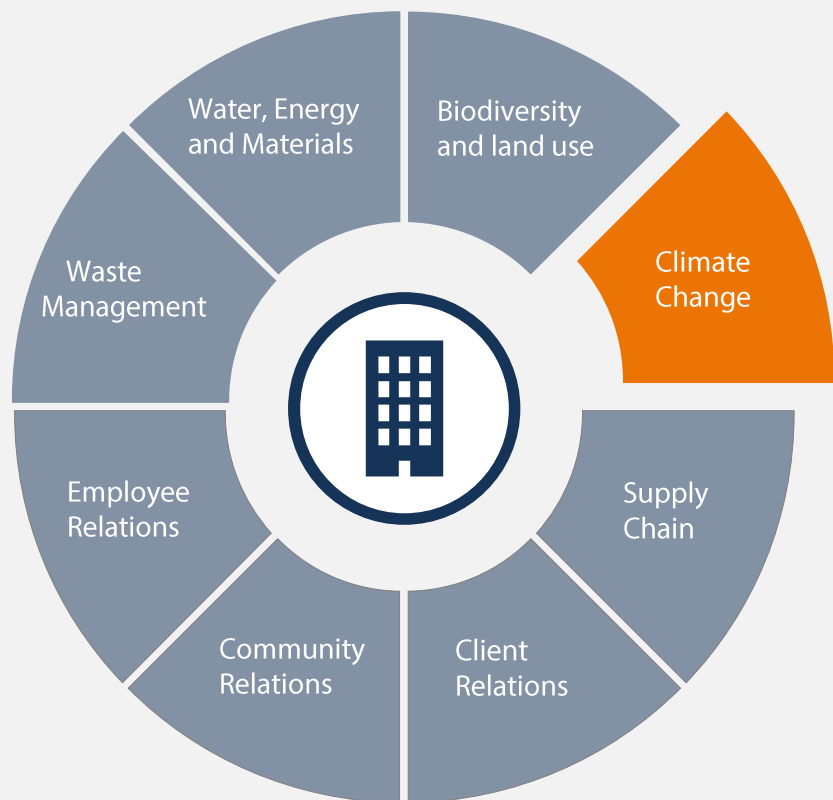 Water, Energy
and Materials
Biodiversity
and land use
Climate
Change
Waste
Management
Employee
Relations
Supply
Chain
Community
Relations
Client
Relations